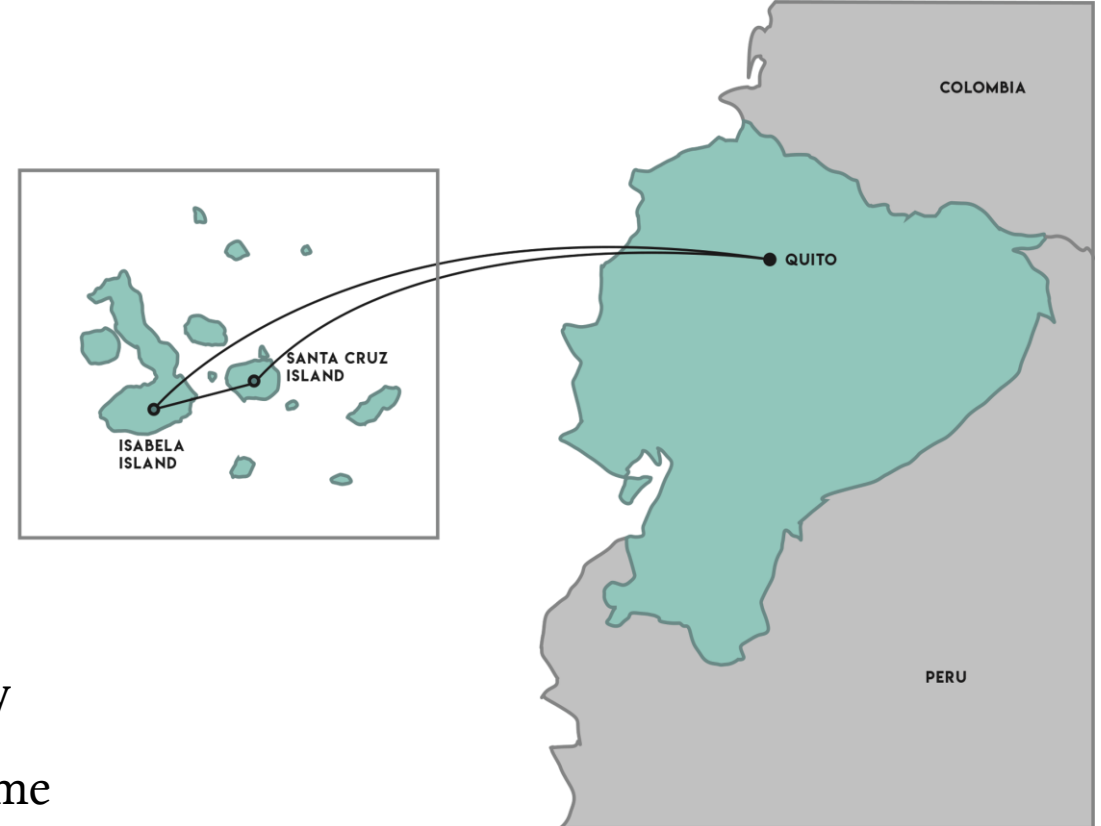 COLOMBIA
QUITO
SANTA CRUZ
ISLAND
ISABELA
ISLAND
PERU
me